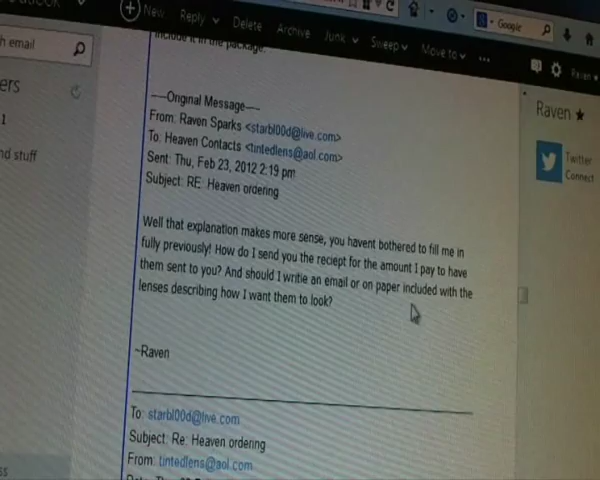 New Reply Delete Archive Junk Sweep Move to ...
Google
h email
Raven
ers
1
nd stuff
include it in the package.
-----Original Message-----
From: Raven Sparks <starbl00d@live.com>
To: Heaven Contacts <tintedlens@aol.com>
Sent: Thu, Feb 23, 2012 2:19 pm
Subject: RE: Heaven ordering
Well that explanation makes more sense, you havent bothered to fill me in
fully previously! How do I send you the reciept for the amount I pay to have
them sent to you? And should I writie an email or on paper included with the
lenses describing how I want them to look?
~Raven
To: starbl00d@live.com
Subject: Re: Heaven ordering
From: tintedlens@aol.com
Raven ★
Twitter
Connect